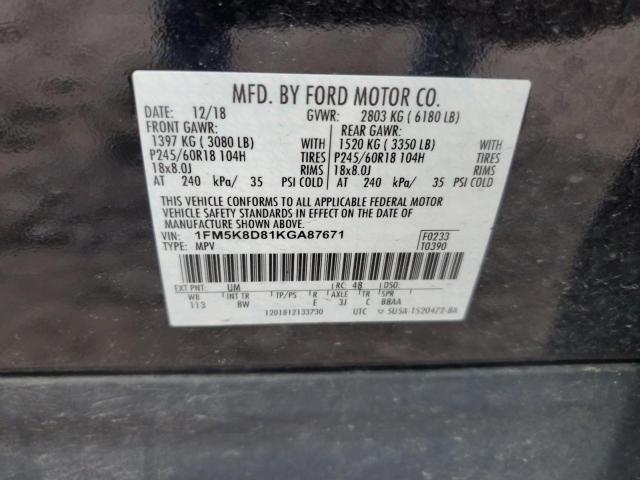 MFD. BY FORD MOTOR CO.
DATE: 12/18 GVWR: 2803 KG ( 6180 LB)
FRONT GAWR: REAR GAWR:
1397 KG ( 3080 LB) WITH 1520 KG ( 3350 LB) WITH
P245/60R18 104H TIRES P245/60R18 104H TIRES
18x8.0J RIMS 18x8.0J RIMS
AT 240 kPa/ 35 PSI COLD AT 240 kPa/ 35 PSI COLD
THIS VEHICLE CONFORMS TO ALL APPLICABLE FEDERAL MOTOR
VEHICLE SAFETY STANDARDS IN EFFECT ON THE DATE OF
MANUFACTURE SHOWN ABOVE.
VIN: 1FM5K8D81KGA87671 F0233
TYPE: MPV T0390
EXT PNT: UM RC: 48 DSO:
WB INT TR TP/PS R AXLE TR SPR
113 8W E 3J C BBAA
1201812133730 UTC 5U5A-1520472-BA